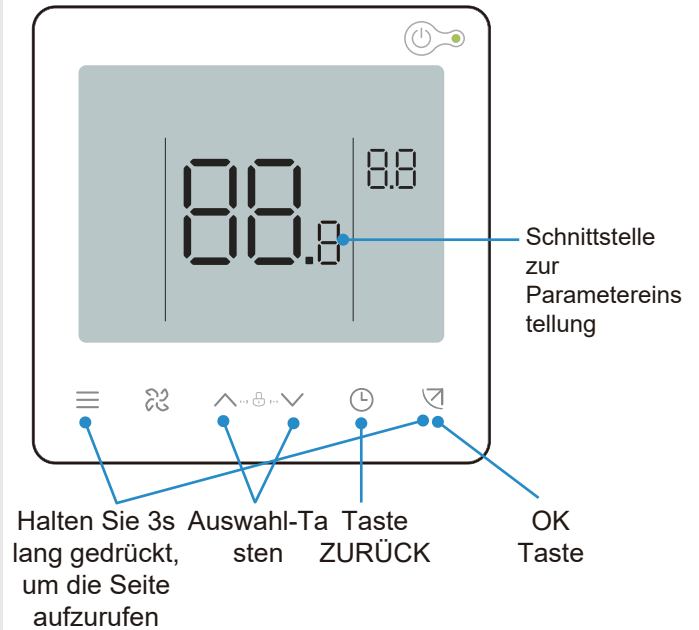 88.8
8.8
Schnittstelle
zur
Parametereins
tellung
Halten Sie 3s
lang gedrückt,
um die Seite
aufzurufen
Auswahl-Ta
sten
Taste
ZURÜCK
OK
Taste